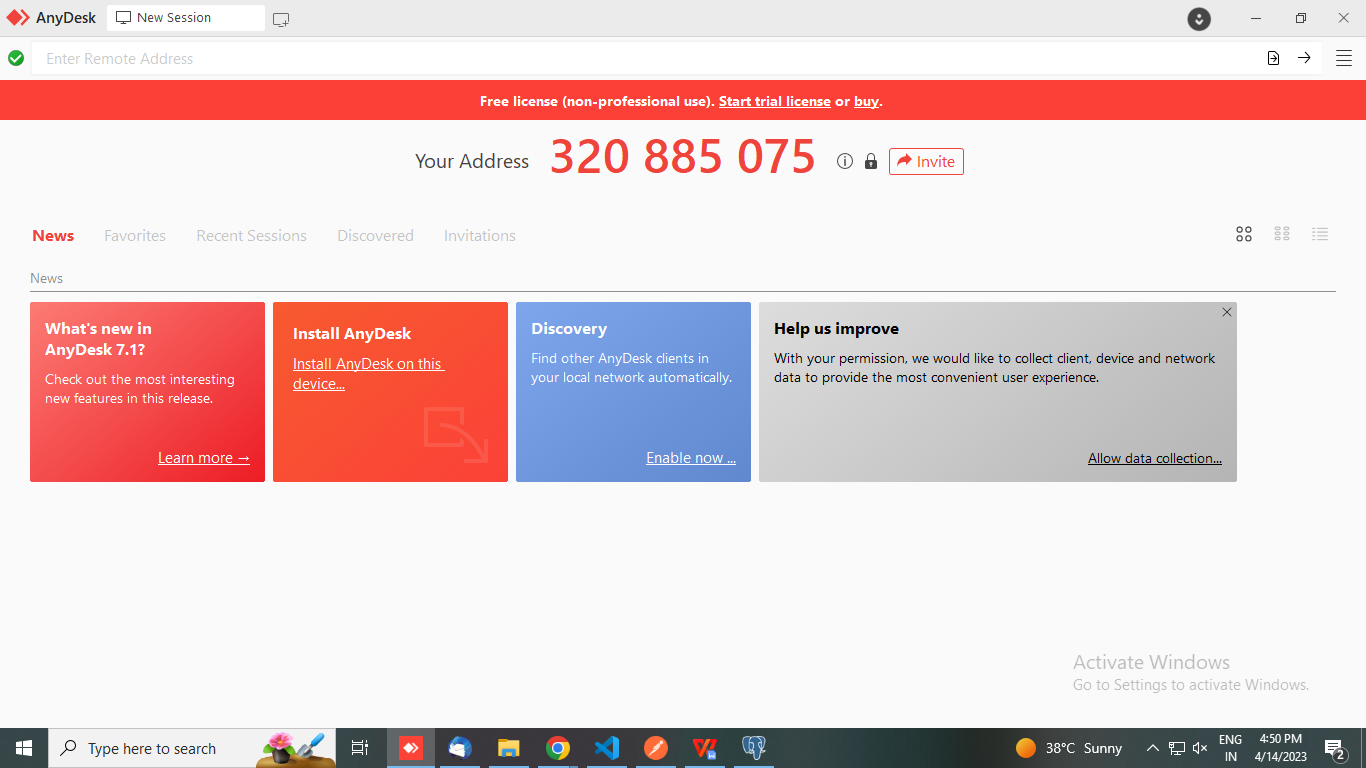 AnyDesk
New Session
Enter Remote Address
Free license (non-professional use). Start trial license or buy.
Your Address 320 885 075 Invite
News Favorites Recent Sessions Discovered Invitations
News
What's new in
AnyDesk 7.1?
Check out the most interesting
new features in this release.
Learn more →
Install AnyDesk
Install AnyDesk on this
device...
Discovery
Find other AnyDesk clients in
your local network automatically.
Enable now ...
Help us improve
With your permission, we would like to collect client, device and network
data to provide the most convenient user experience.
Allow data collection...
Activate Windows
Go to Settings to activate Windows.
Type here to search
38°C Sunny
ENG
IN
4:50 PM
4/14/2023
2